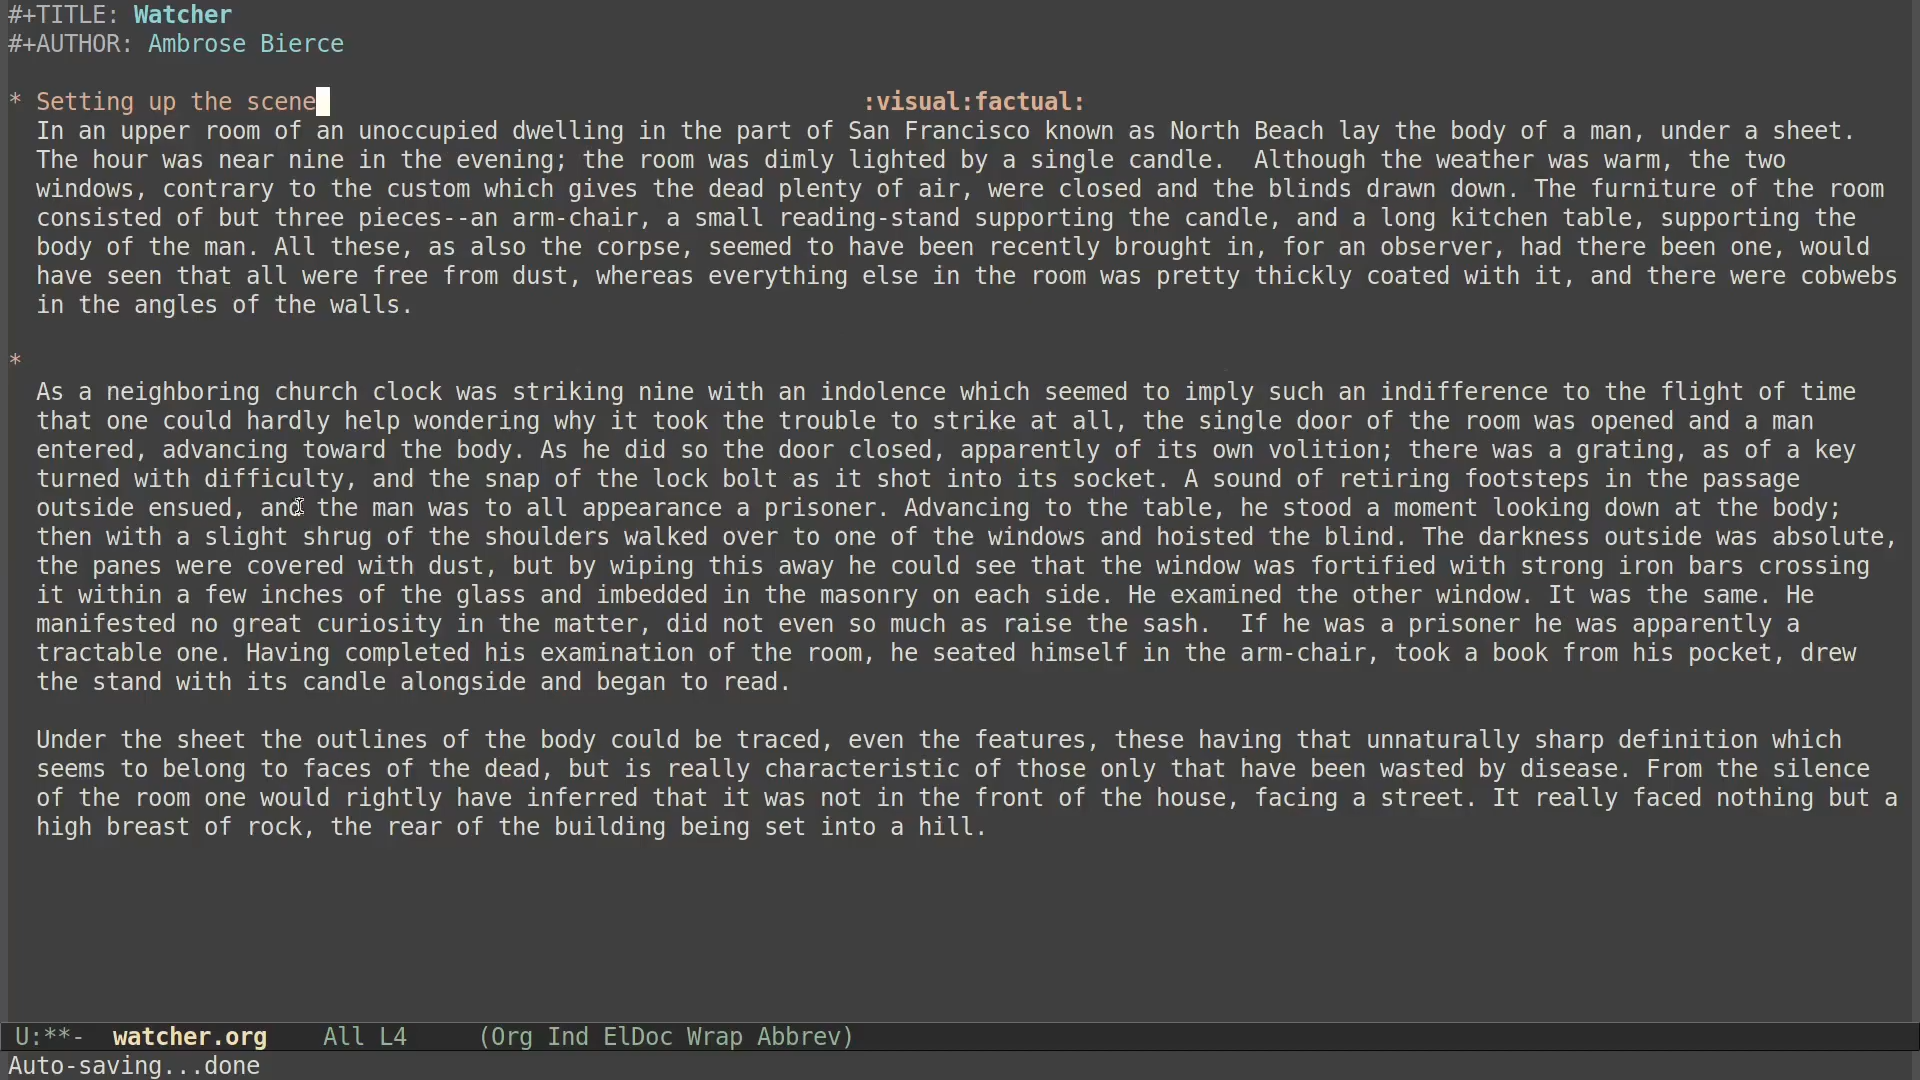 #+TITLE: Watcher
#+AUTHOR: Ambrose Bierce
* Setting up the scene :visual:factual:
In an upper room of an unoccupied dwelling in the part of San Francisco known as North Beach lay the body of a man, under a sheet.
The hour was near nine in the evening; the room was dimly lighted by a single candle.  Although the weather was warm, the two
windows, contrary to the custom which gives the dead plenty of air, were closed and the blinds drawn down. The furniture of the room
consisted of but three pieces--an arm-chair, a small reading-stand supporting the candle, and a long kitchen table, supporting the
body of the man. All these, as also the corpse, seemed to have been recently brought in, for an observer, had there been one, would
have seen that all were free from dust, whereas everything else in the room was pretty thickly coated with it, and there were cobwebs
in the angles of the walls.
*
As a neighboring church clock was striking nine with an indolence which seemed to imply such an indifference to the flight of time
that one could hardly help wondering why it took the trouble to strike at all, the single door of the room was opened and a man
entered, advancing toward the body. As he did so the door closed, apparently of its own volition; there was a grating, as of a key
turned with difficulty, and the snap of the lock bolt as it shot into its socket. A sound of retiring footsteps in the passage
outside ensued, and the man was to all appearance a prisoner. Advancing to the table, he stood a moment looking down at the body;
then with a slight shrug of the shoulders walked over to one of the windows and hoisted the blind. The darkness outside was absolute,
the panes were covered with dust, but by wiping this away he could see that the window was fortified with strong iron bars crossing
it within a few inches of the glass and imbedded in the masonry on each side. He examined the other window. It was the same. He
manifested no great curiosity in the matter, did not even so much as raise the sash.  If he was a prisoner he was apparently a
tractable one. Having completed his examination of the room, he seated himself in the arm-chair, took a book from his pocket, drew
the stand with its candle alongside and began to read.
Under the sheet the outlines of the body could be traced, even the features, these having that unnaturally sharp definition which
seems to belong to faces of the dead, but is really characteristic of those only that have been wasted by disease. From the silence
of the room one would rightly have inferred that it was not in the front of the house, facing a street. It really faced nothing but a
high breast of rock, the rear of the building being set into a hill.
U:**-  watcher.org    All L4     (Org Ind ElDoc Wrap Abbrev)
Auto-saving...done